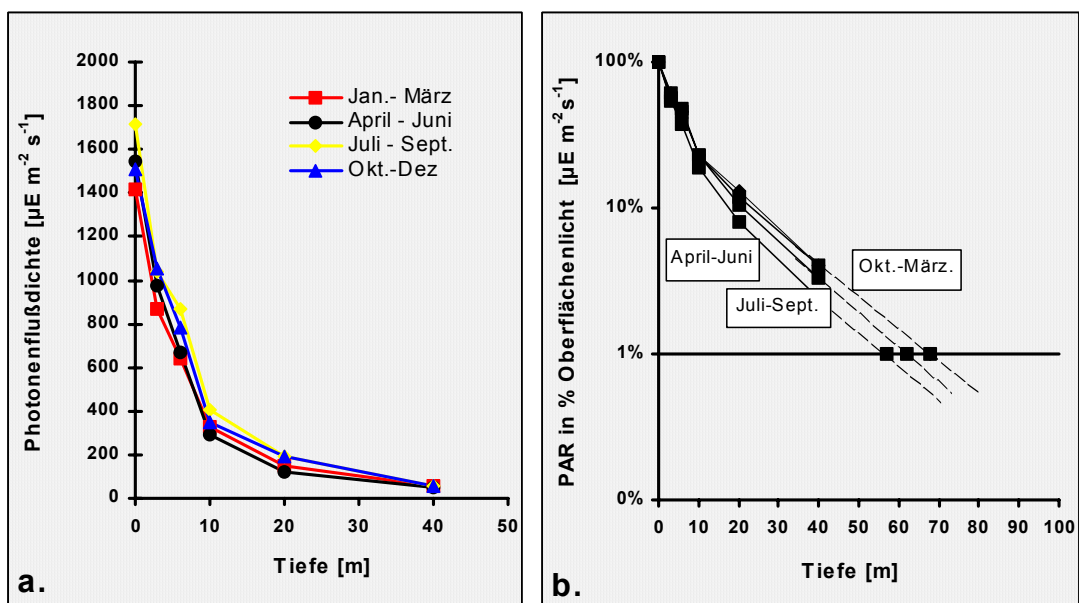 Photonenflußdichte [µE m⁻² s⁻¹]
2000
1800
1600
1400
1200
1000
800
600
400
200
0
Jan.- März
April - Juni
Juli - Sept.
Okt.-Dez
0 10 20 30 40 50
Tiefe [m]
a.
PAR in % Oberflächenlicht [µE m⁻² s⁻¹]
100%
10%
1%
0%
April-Juni
Okt.-März.
Juli-Sept.
0 10 20 30 40 50 60 70 80 90 100
Tiefe [m]
b.